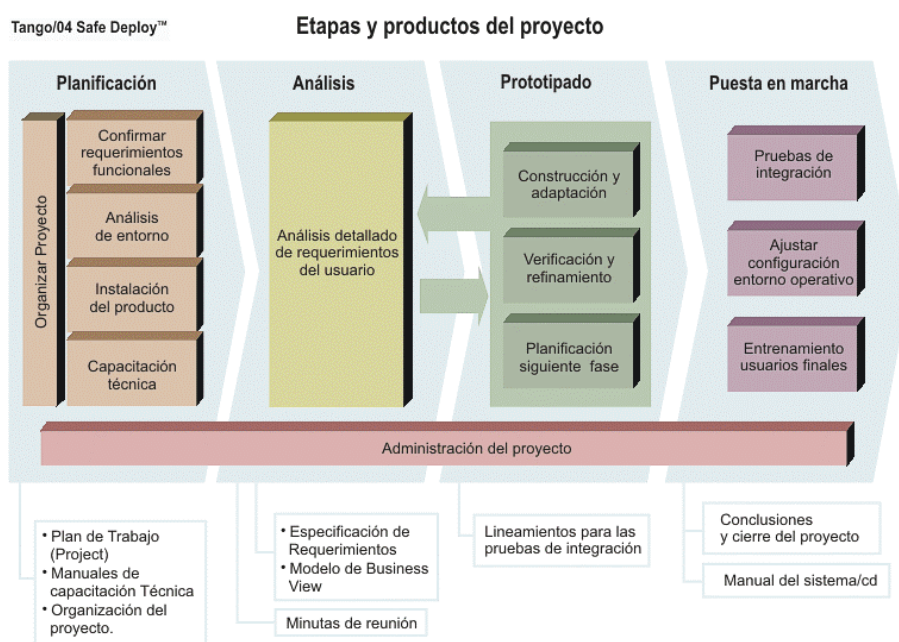 Tango/04 Safe Deploy™
Etapas y productos del proyecto
Planificación
Análisis
Prototipado
Puesta en marcha
Organizar Proyecto
Confirmar
requerimientos
funcionales
Análisis
de entorno
Instalación
del producto
Capacitación
técnica
Análisis detallado
de requerimientos
del usuario
Construcción y
adaptación
Verificación y
refinamiento
Planificación
siguiente fase
Pruebas de
integración
Ajustar
configuración
entorno operativo
Entrenamiento
usuarios finales
Administración del proyecto
• Plan de Trabajo
(Project)
• Manuales de
capacitación Técnica
• Organización del
proyecto.
• Especificación de
Requerimientos
• Modelo de Business
View
Minutas de reunión
Lineamientos para las
pruebas de integración
Conclusiones
y cierre del proyecto
Manual del sistema/cd